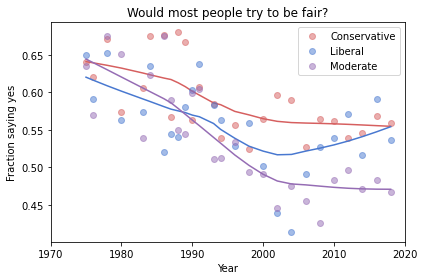 Would most people try to be fair?
Conservative
Liberal
Moderate
Fraction saying yes
0.65
0.60
0.55
0.50
0.45
1970
1980
1990
2000
2010
2020
Year